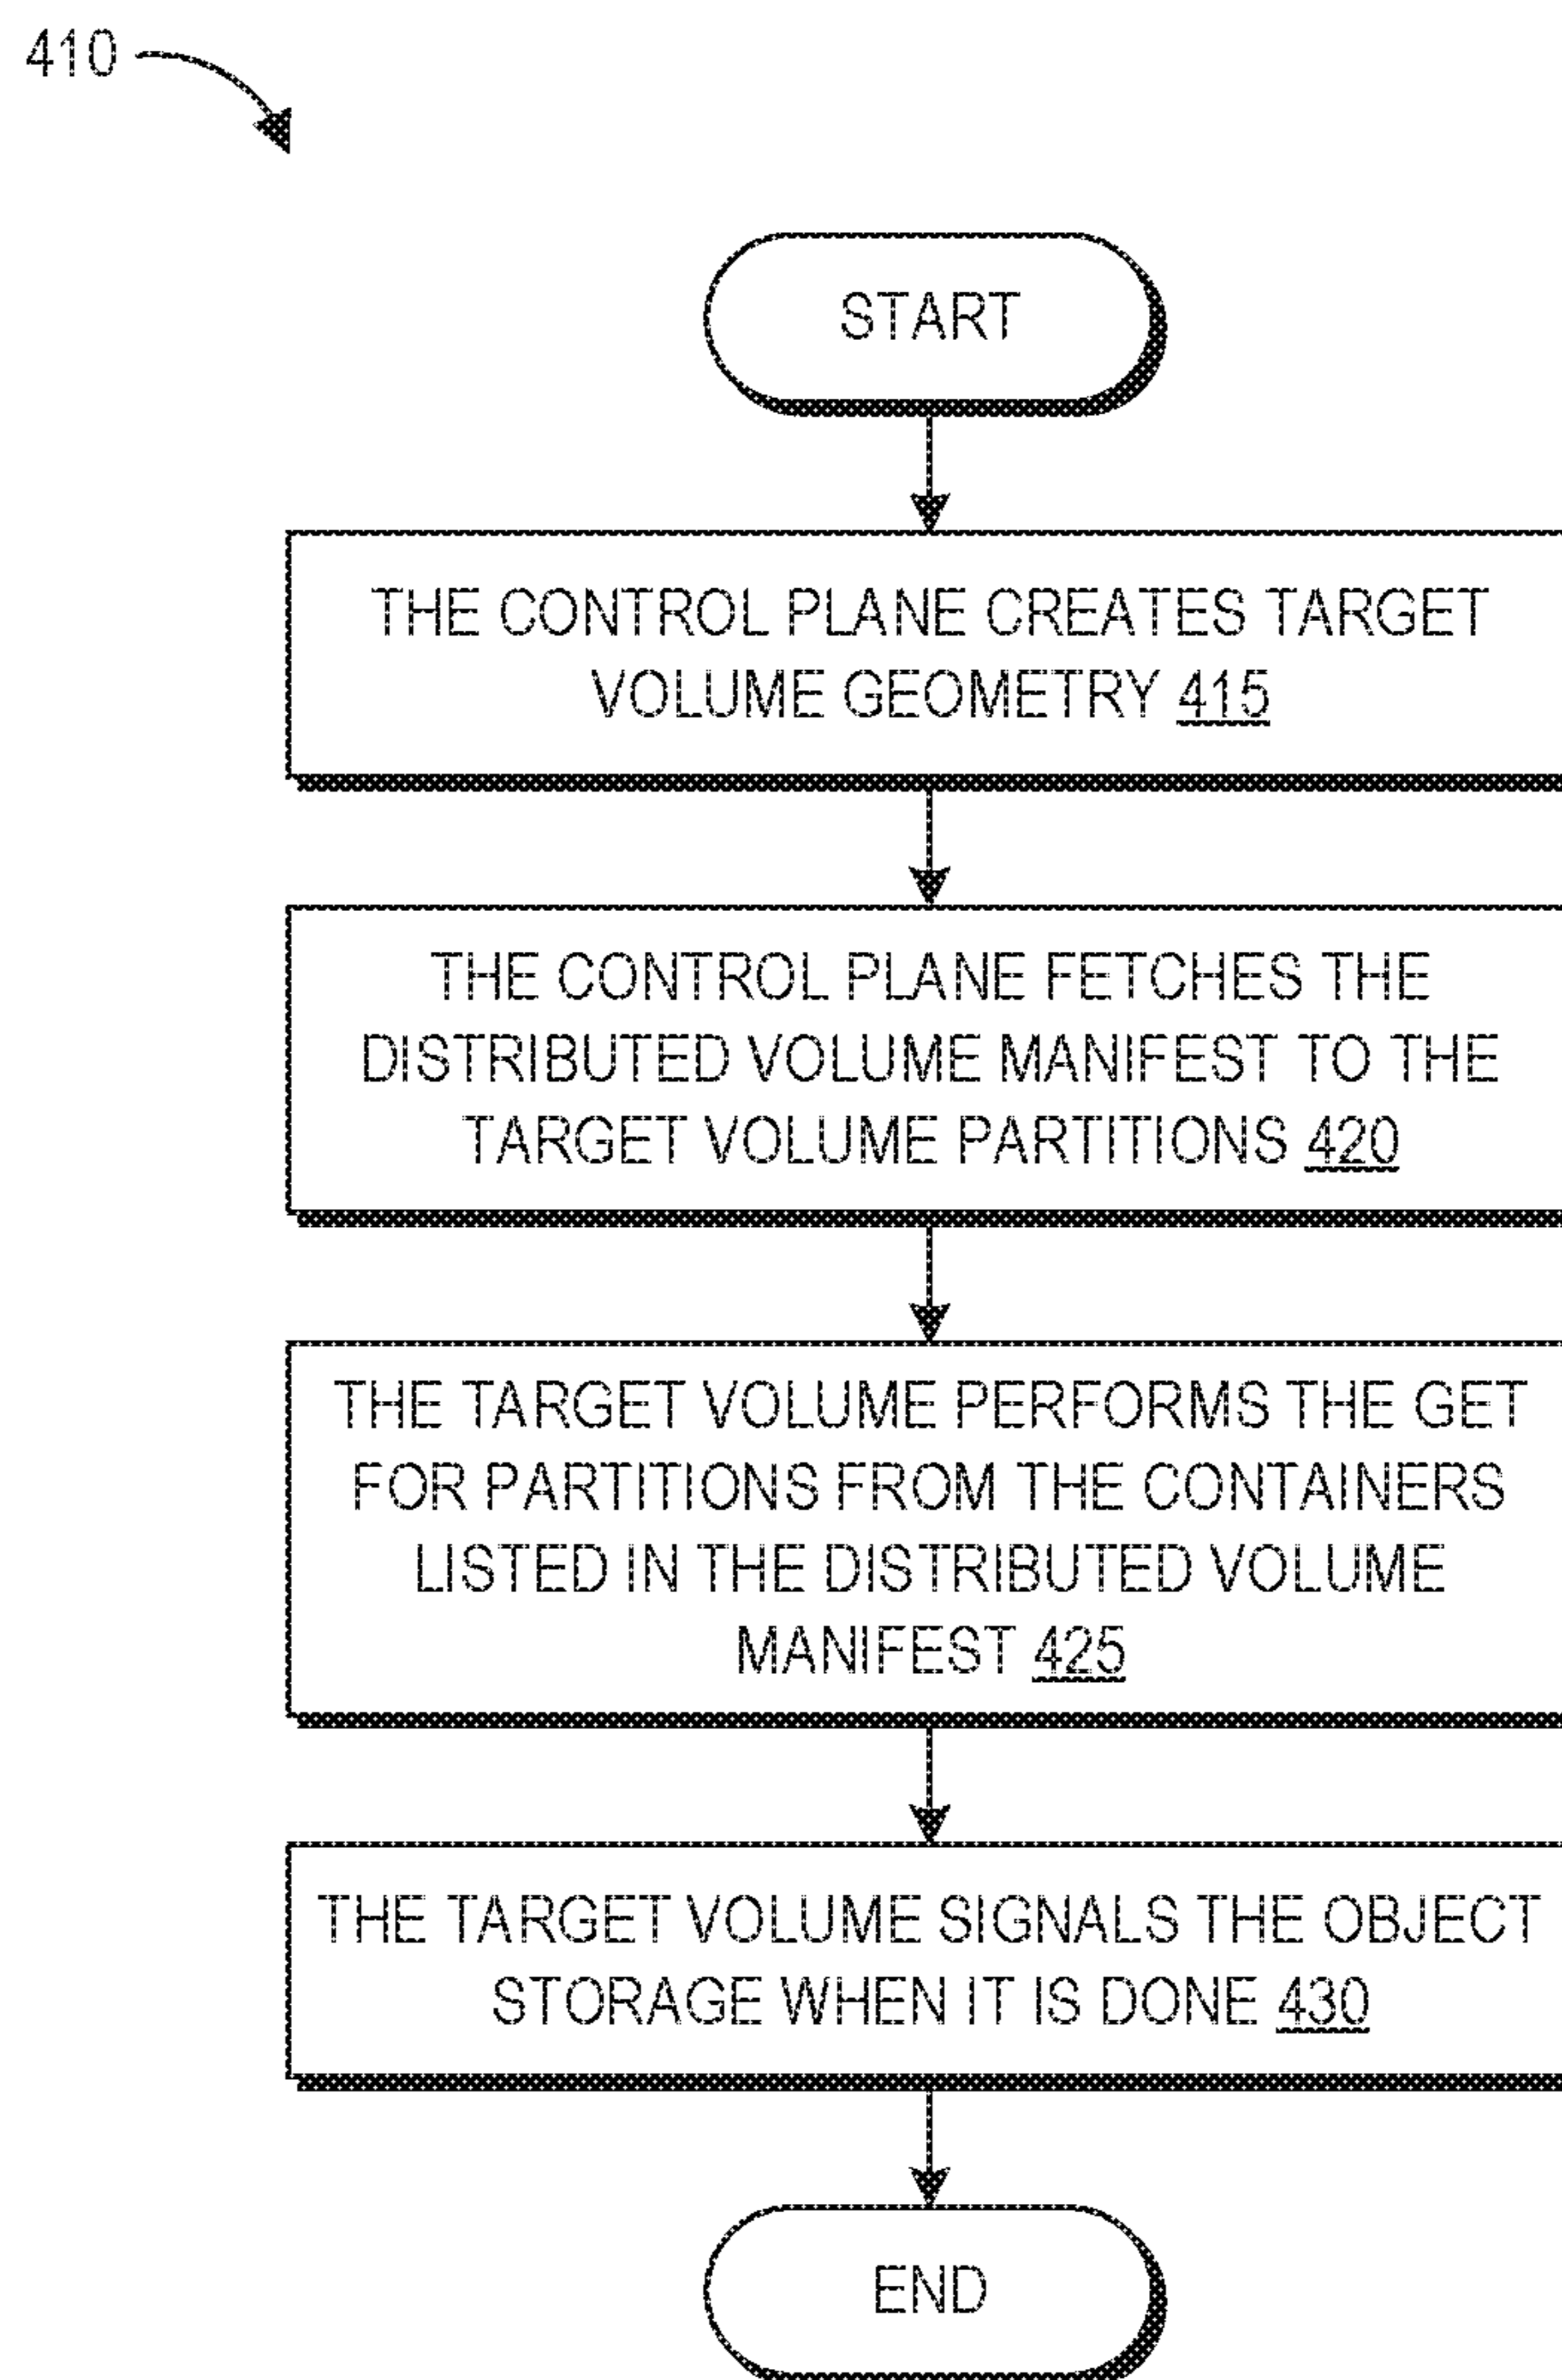 410
START
THE CONTROL PLANE CREATES TARGET
VOLUME GEOMETRY 415
THE CONTROL PLANE FETCHES THE
DISTRIBUTED VOLUME MANIFEST TO THE
TARGET VOLUME PARTITIONS 420
THE TARGET VOLUME PERFORMS THE GET
FOR PARTITIONS FROM THE CONTAINERS
LISTED IN THE DISTRIBUTED VOLUME
MANIFEST 425
THE TARGET VOLUME SIGNALS THE OBJECT
STORAGE WHEN IT IS DONE 430
END